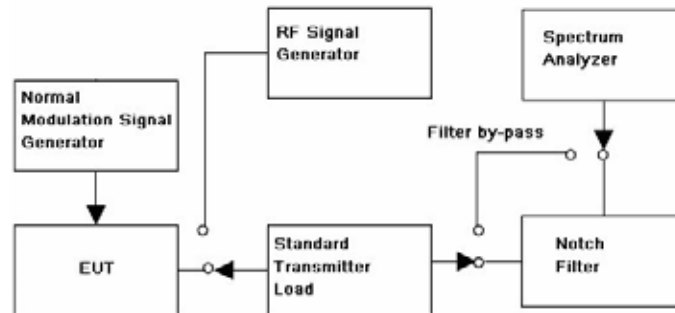 RF Signal
Generator
Spectrum
Analyzer
Normal
Modulation Signal
Generator
Filter by-pass
EUT
Standard
Transmitter
Load
Notch
Filter